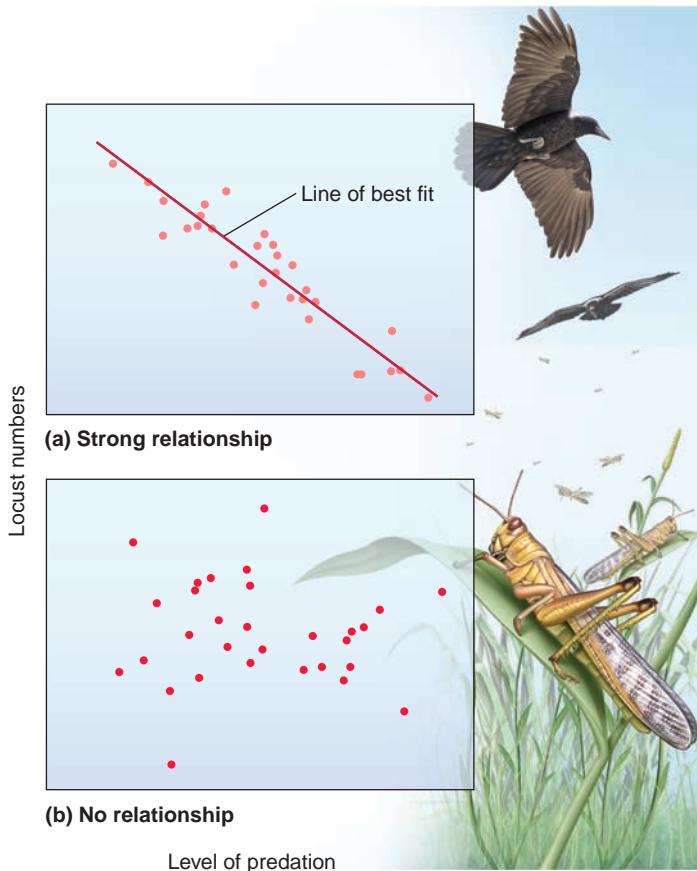 Line of best fit
(a) Strong relationship
Locust numbers
(b) No relationship
Level of predation